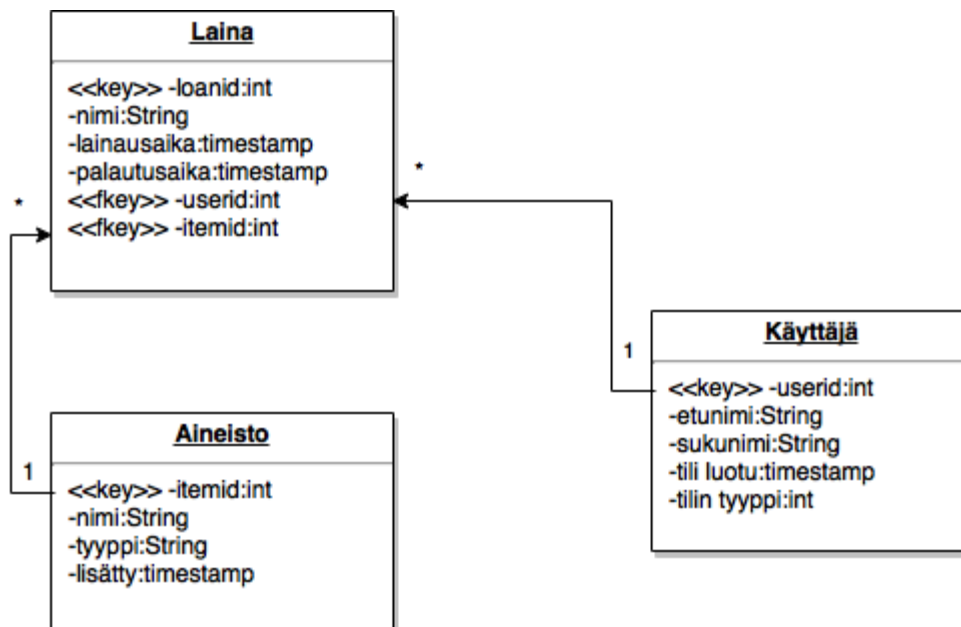 Laina
<<key>> -loanid:int
-nimi:String
-lainausaika:timestamp
-palautusaika:timestamp
<<fkey>> -userid:int
<<fkey>> -itemid:int
*
*
1
Käyttäjä
<<key>> -userid:int
-etunimi:String
-sukunimi:String
-tili luotu:timestamp
-tilin tyyppi:int
1
Aineisto
<<key>> -itemid:int
-nimi:String
-tyyppi:String
-lisätty:timestamp